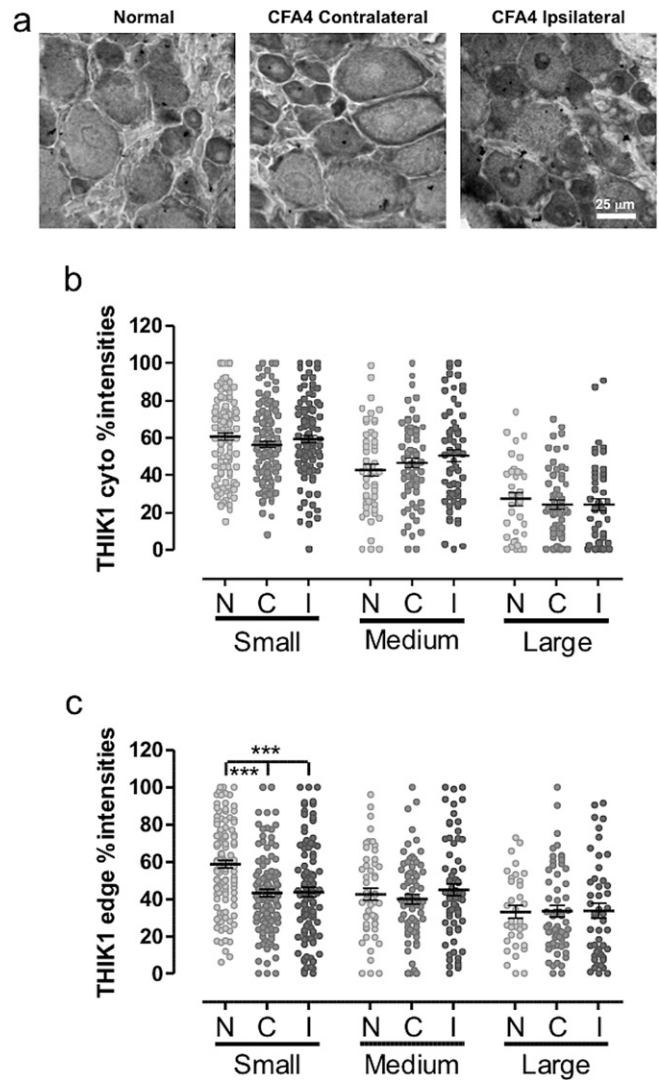 a
Normal CFA4 Contralateral CFA4 Ipsilateral
25 µm
b
THIK1 cyto % intensities
120
100
80
60
40
20
0
N C I N C I N C I
Small Medium Large
c
THIK1 edge % intensities
120
100
80
60
40
20
0
***
***
N C I N C I N C I
Small Medium Large